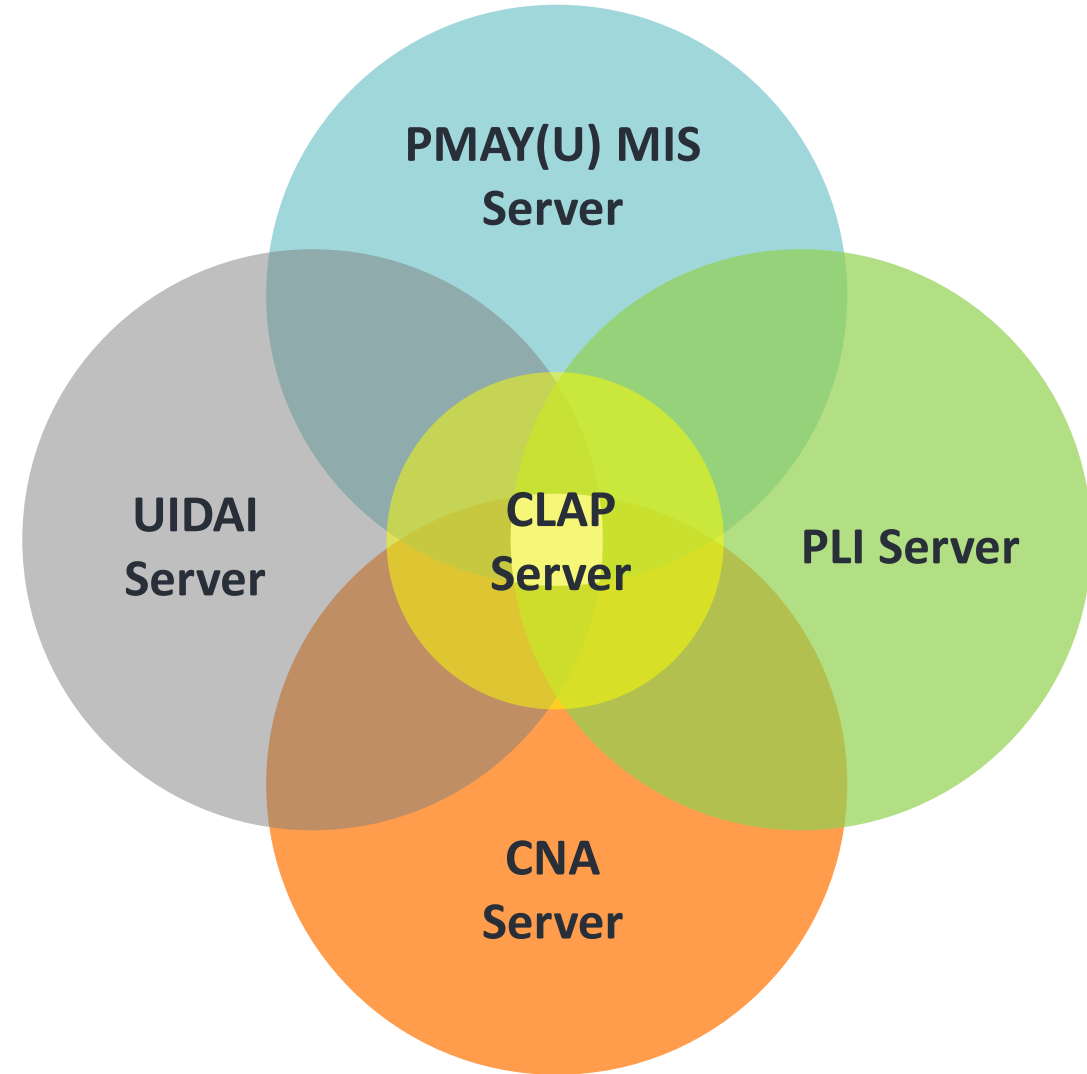 PMAY(U) MIS
Server
UIDAI
Server
CLAP
Server
PLI Server
CNA
Server